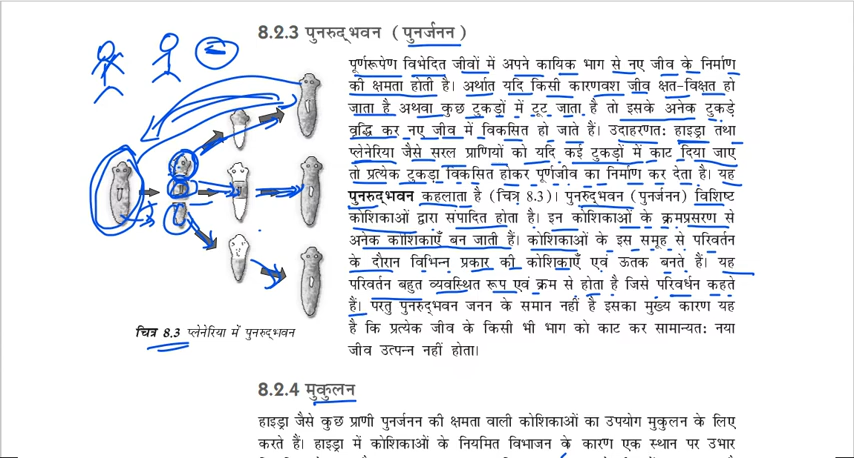 8.2.3 पुनरुद्भवन (पुनर्जनन)
पूर्णरूपेण विभेदित जीवों में अपने कायिक भाग से नए जीव के निर्माण
की क्षमता होती है। अर्थात यदि किसी कारणवश जीव क्षत-विक्षत हो
जाता है अथवा कुछ टुकड़ों में टूट जाता है तो इसके अनेक टुकड़े
वृद्धि कर नए जीव में विकसित हो जाते हैं। उदाहरणत: हाइड्रा तथा
प्लेनेरिया जैसे सरल प्राणियों को यदि कई टुकड़ों में काट दिया जाए
तो प्रत्येक टुकड़ा विकसित होकर पूर्णजीव का निर्माण कर देता है। यह
पुनरुद्भवन कहलाता है (चित्र 8.3)। पुनरुद्भवन (पुनर्जनन) विशिष्ट
कोशिकाओं द्वारा संपादित होता है। इन कोशिकाओं के क्रमप्रसरण से
अनेक कोशिकाएँ बन जाती हैं। कोशिकाओं के इस समूह से परिवर्तन
के दौरान विभिन्न प्रकार की कोशिकाएँ एवं ऊतक बनते हैं। यह
परिवर्तन बहुत व्यवस्थित रूप एवं क्रम से होता है जिसे परिवर्धन कहते
हैं। परंतु पुनरुद्भवन जनन के समान नहीं है इसका मुख्य कारण यह
है कि प्रत्येक जीव के किसी भी भाग को काट कर सामान्यत: नया
जीव उत्पन्न नहीं होता।
चित्र 8.3 प्लेनेरिया में पुनरुद्भवन
8.2.4 मुकुलन
हाइड्रा जैसे कुछ प्राणी पुनर्जनन की क्षमता वाली कोशिकाओं का उपयोग मुकुलन के लिए
करते हैं। हाइड्रा में कोशिकाओं के नियमित विभाजन के कारण एक स्थान पर उभार